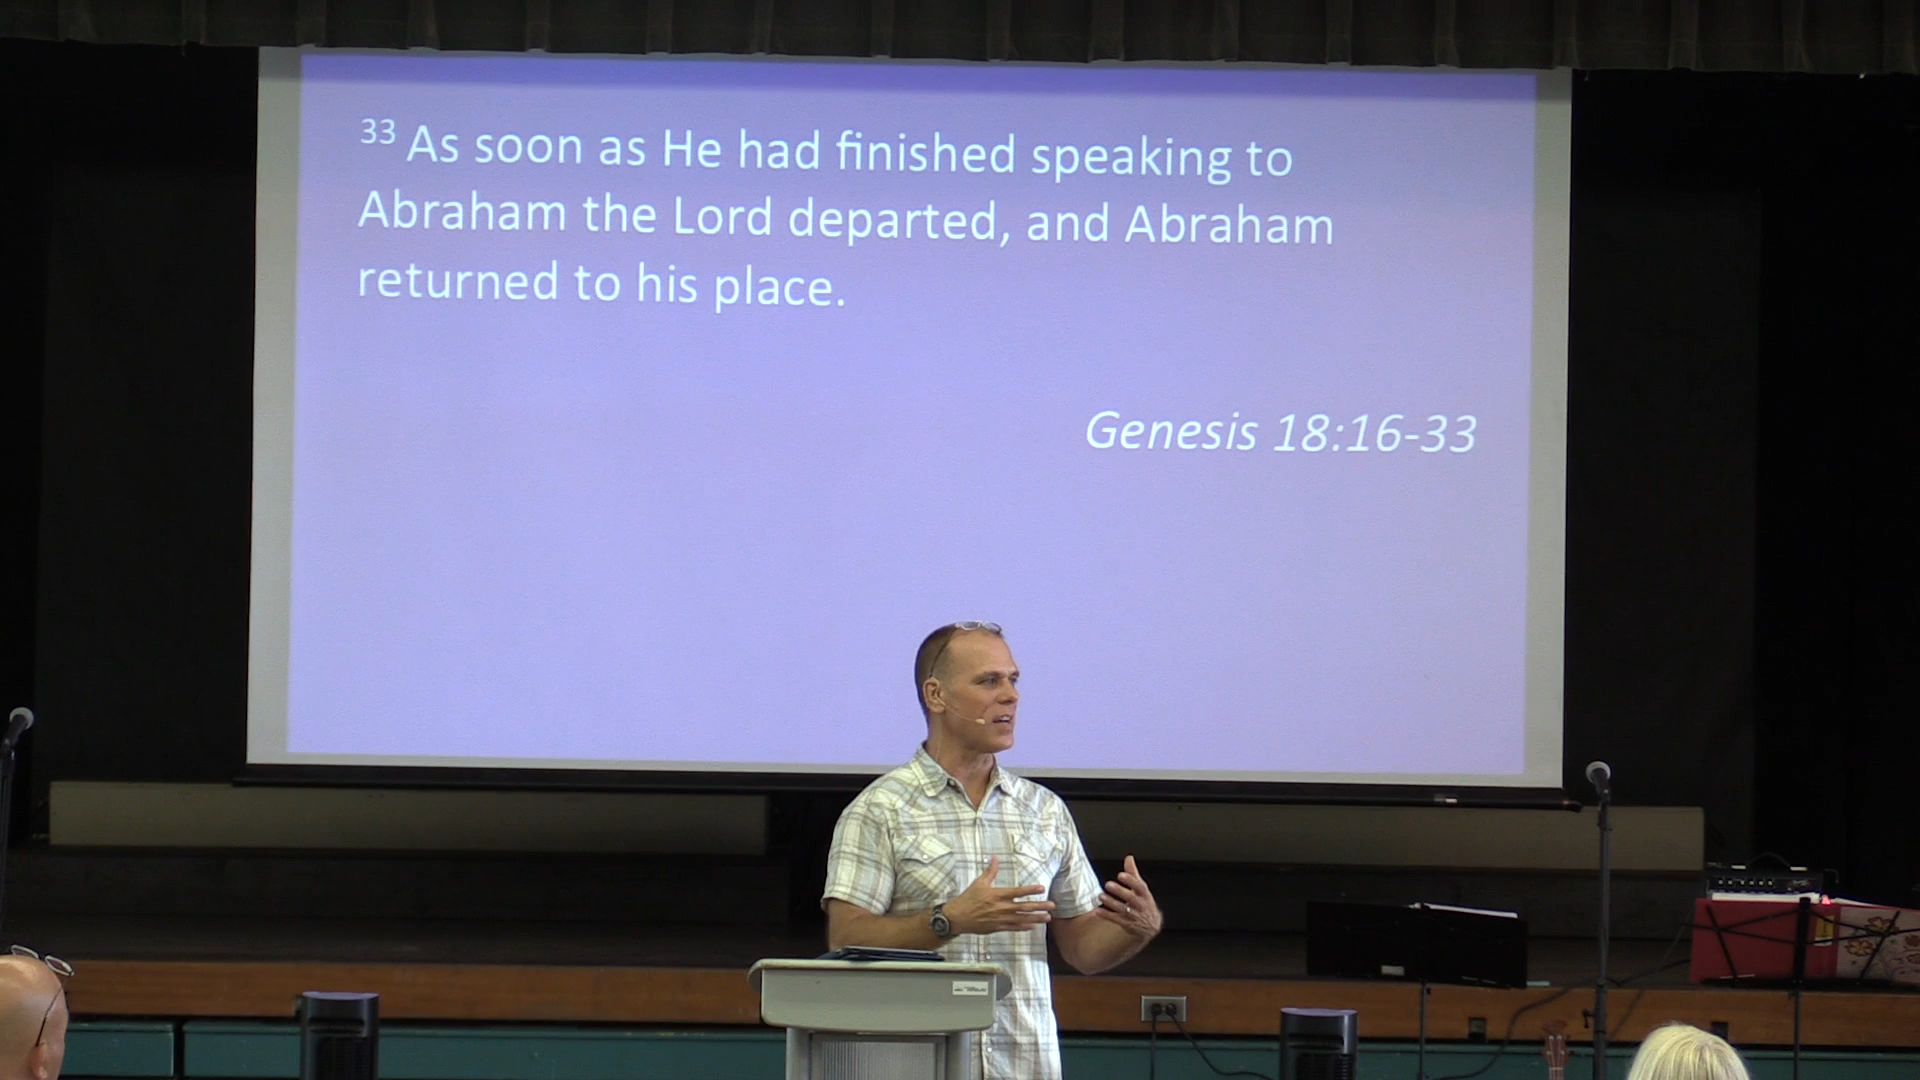 33 As soon as He had finished speaking to
Abraham the Lord departed, and Abraham
returned to his place.
Genesis 18:16-33